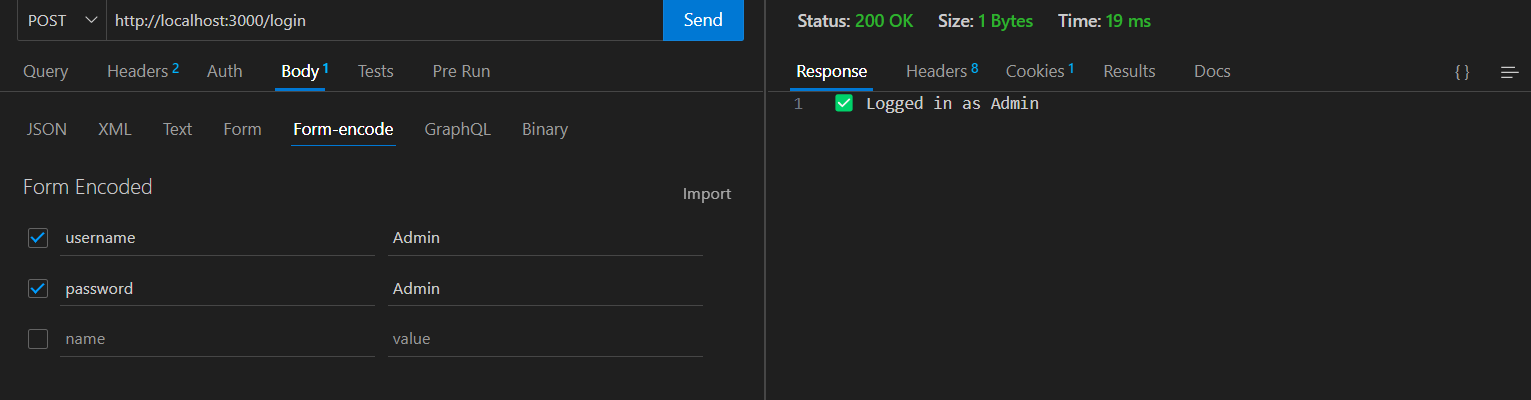 POST http://localhost:3000/login Send
Query Headers 2 Auth Body 1 Tests Pre Run
JSON XML Text Form Form-encode GraphQL Binary
Form Encoded
Import
username Admin
password Admin
name value
Status: 200 OK Size: 1 Bytes Time: 19 ms
Response Headers 8 Cookies 1 Results Docs { }
1 ✅ Logged in as Admin